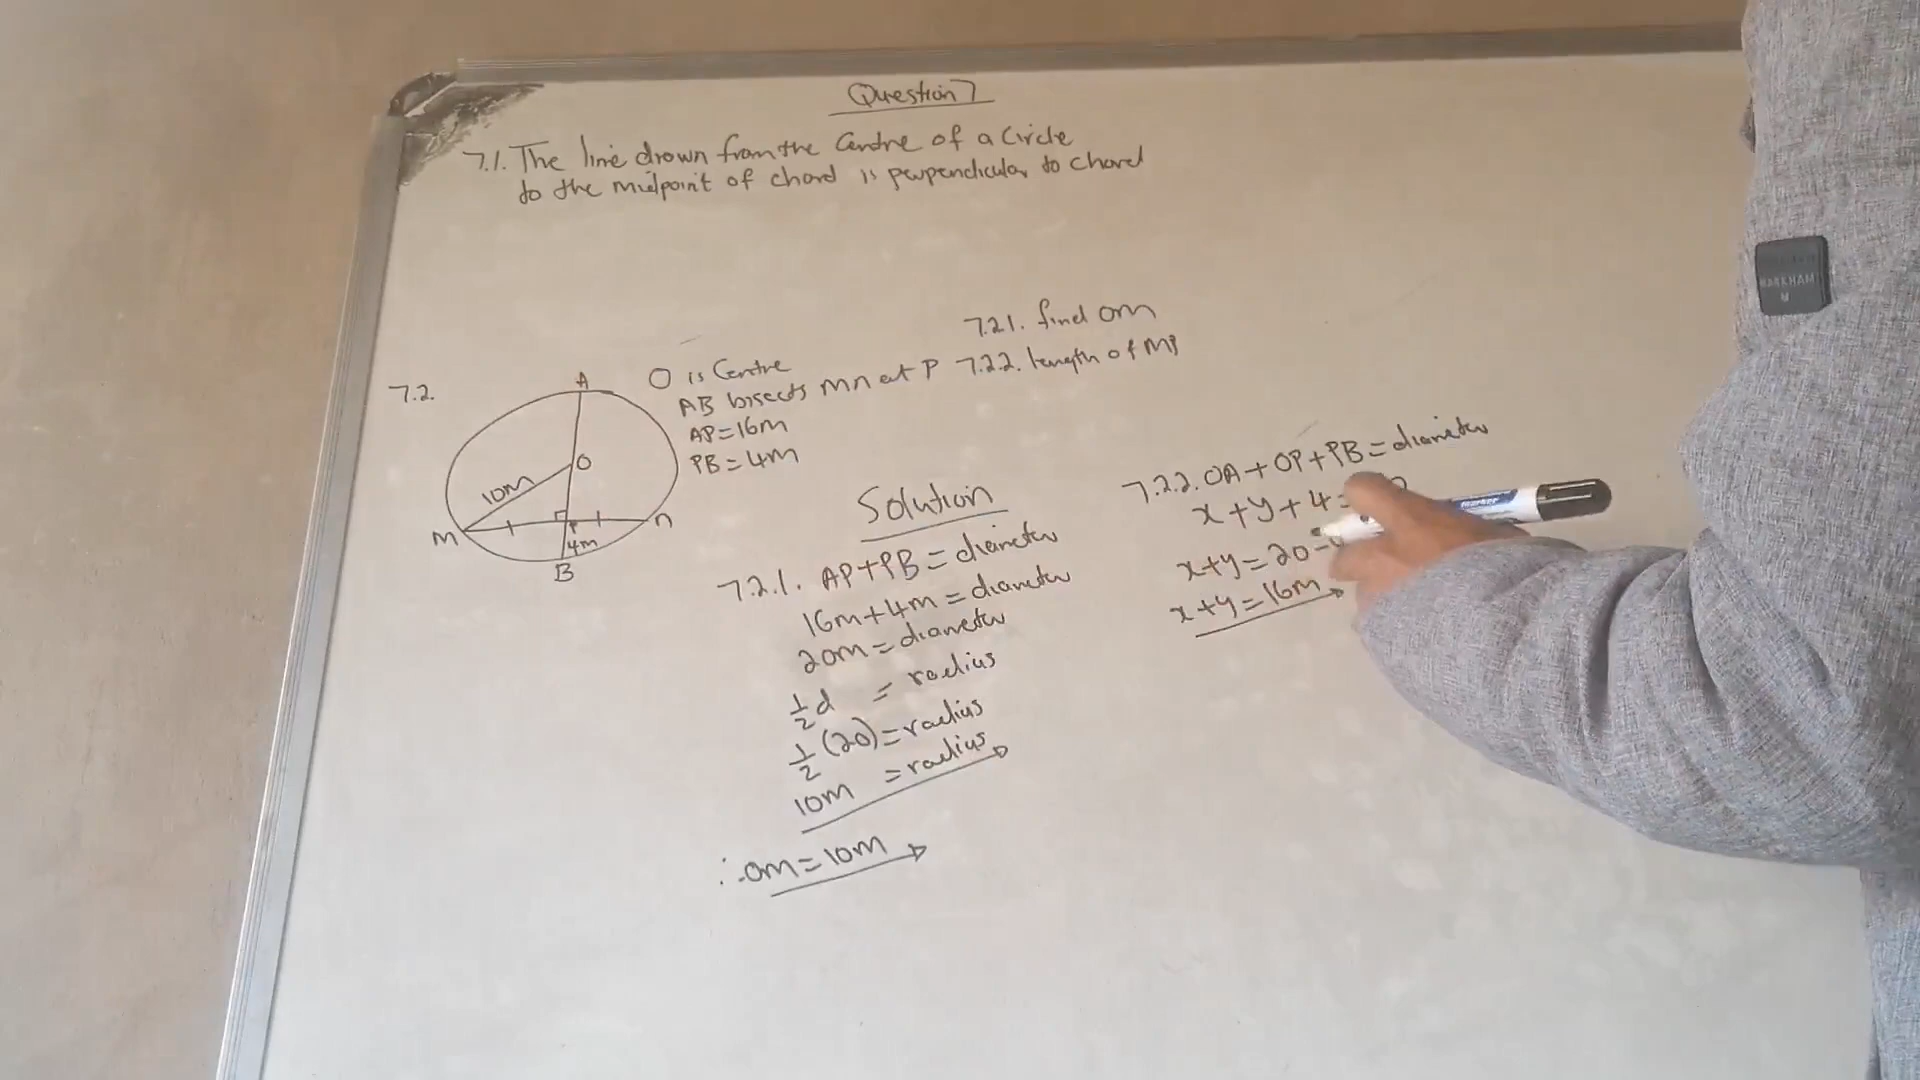 Question 7
7.1. The line drown from the Centre of a Circle
to the midpoint of chord is perpendicular to chord
7.2.1. find om
7.2.2. length of MP
7.2.
O is Centre
AB bisects mn at P
AP=16m
PB=4m
A
O
10m
M
P
n
4m
B
Solution
7.2.1. AP+PB=diameter
16m+4m=diameter
20m=diameter
1/2 d = radius
1/2 (20)=radius
10m =radius
∴ om=10m
7.2.2. OA+OP+PB=diameter
x+y+4=
x+y=20-
x+y=16m
marker
MARKHAM
M